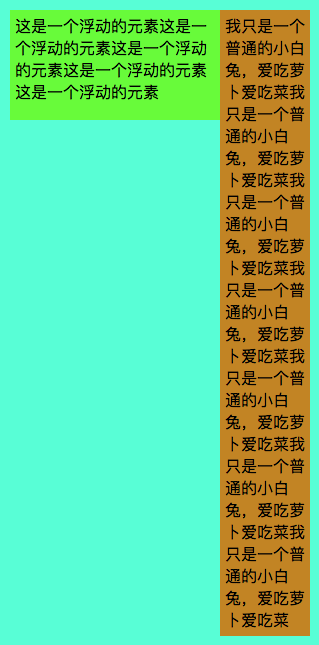 这是一个浮动的元素这是一
个浮动的元素这是一个浮动
的元素这是一个浮动的元素
这是一个浮动的元素
我只是一个
普通的小白
兔，爱吃萝
卜爱吃菜我
只是一个普
通的小白
兔，爱吃萝
卜爱吃菜我
只是一个普
通的小白
兔，爱吃萝
卜爱吃菜我
只是一个普
通的小白
兔，爱吃萝
卜爱吃菜我
只是一个普
通的小白
兔，爱吃萝
卜爱吃菜我
只是一个普
通的小白
兔，爱吃萝
卜爱吃菜我
只是一个普
通的小白
兔，爱吃萝
卜爱吃菜